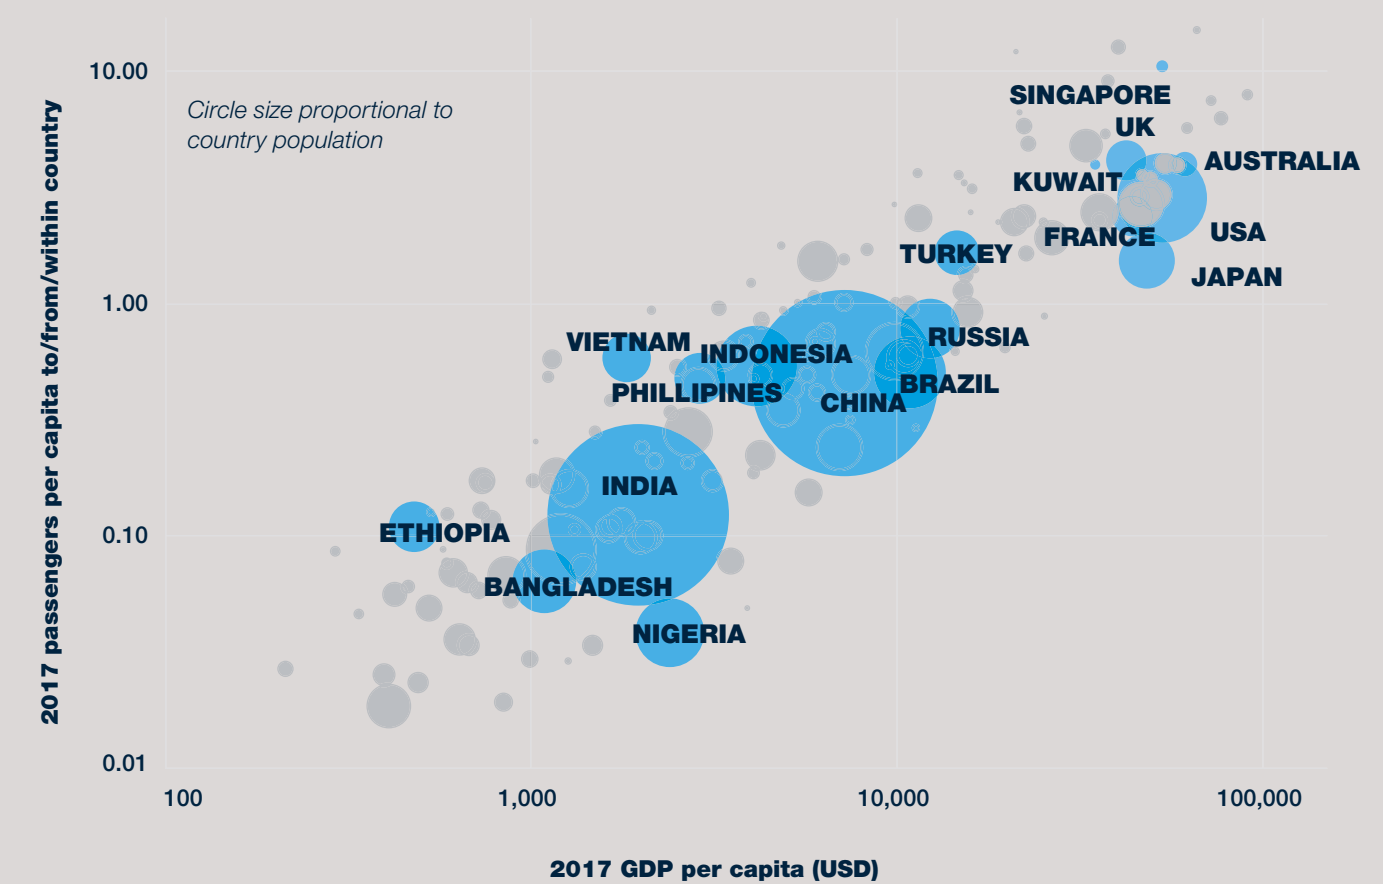 10.00
Circle size proportional to
country population
SINGAPORE
UK
AUSTRALIA
KUWAIT
USA
FRANCE
TURKEY
JAPAN
1.00
VIETNAM
INDONESIA
RUSSIA
PHILLIPINES
BRAZIL
CHINA
INDIA
0.10
ETHIOPIA
BANGLADESH
NIGERIA
0.01
100
1,000
10,000
100,000
2017 GDP per capita (USD)
2017 passengers per capita to/from/within country